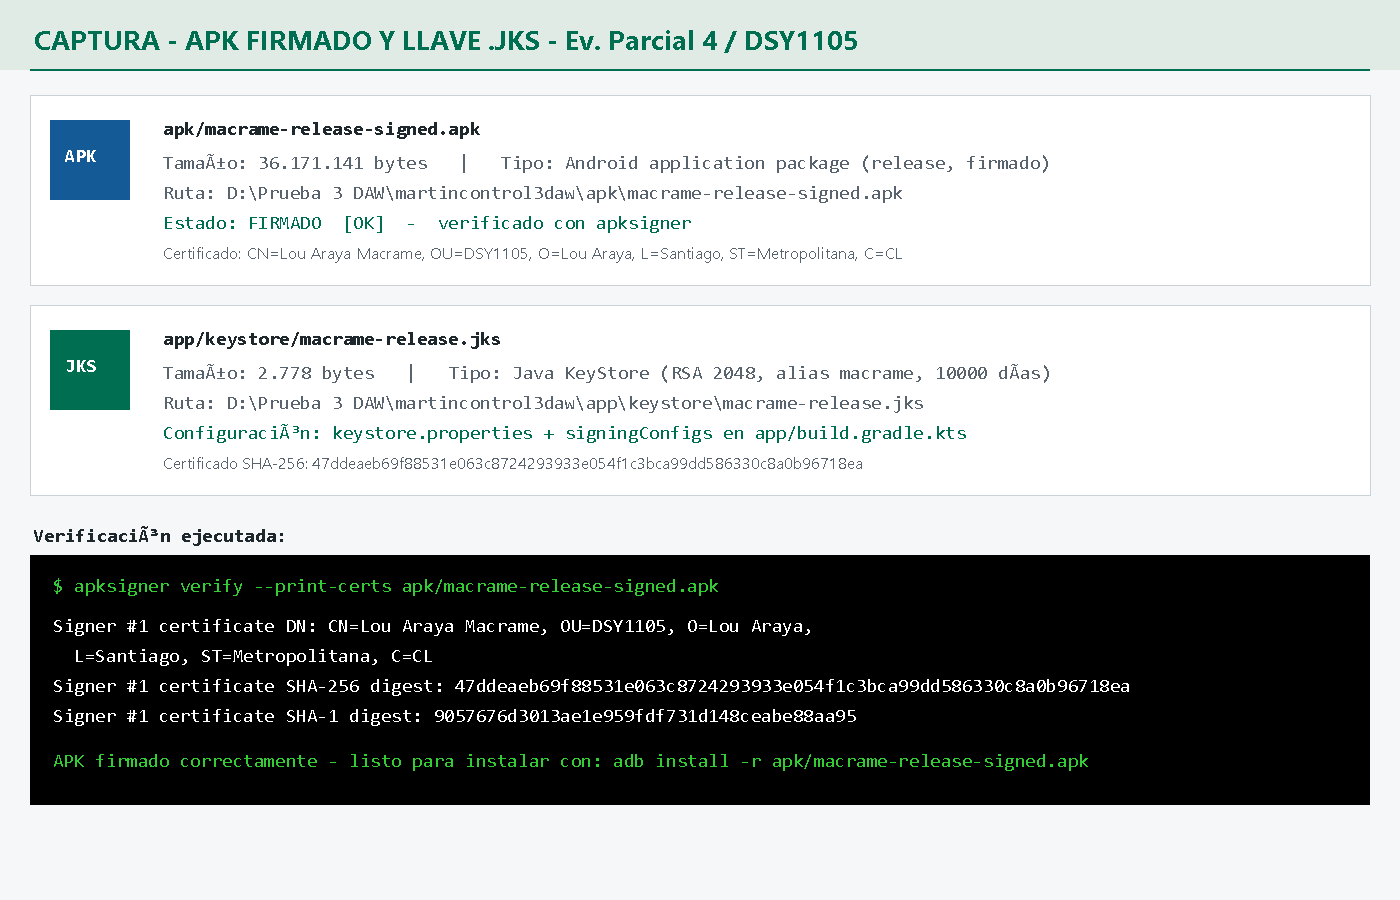 CAPTURA - APK FIRMADO Y LLAVE .JKS - Ev. Parcial 4 / DSY1105
APK
apk/macrame-release-signed.apk
TamaÃ±o: 36.171.141 bytes | Tipo: Android application package (release, firmado)
Ruta: D:\Prueba 3 DAW\martincontrol3daw\apk\macrame-release-signed.apk
Estado: FIRMADO [OK] - verificado con apksigner
Certificado: CN=Lou Araya Macrame, OU=DSY1105, O=Lou Araya, L=Santiago, ST=Metropolitana, C=CL
JKS
app/keystore/macrame-release.jks
TamaÃ±o: 2.778 bytes | Tipo: Java KeyStore (RSA 2048, alias macrame, 10000 dÃ­as)
Ruta: D:\Prueba 3 DAW\martincontrol3daw\app\keystore\macrame-release.jks
ConfiguraciÃ³n: keystore.properties + signingConfigs en app/build.gradle.kts
Certificado SHA-256: 47ddeaeb69f88531e063c8724293933e054f1c3bca99dd586330c8a0b96718ea
VerificaciÃ³n ejecutada:
$ apksigner verify --print-certs apk/macrame-release-signed.apk
Signer #1 certificate DN: CN=Lou Araya Macrame, OU=DSY1105, O=Lou Araya,
L=Santiago, ST=Metropolitana, C=CL
Signer #1 certificate SHA-256 digest: 47ddeaeb69f88531e063c8724293933e054f1c3bca99dd586330c8a0b96718ea
Signer #1 certificate SHA-1 digest: 9057676d3013ae1e959fdf731d148ceabe88aa95
APK firmado correctamente - listo para instalar con: adb install -r apk/macrame-release-signed.apk